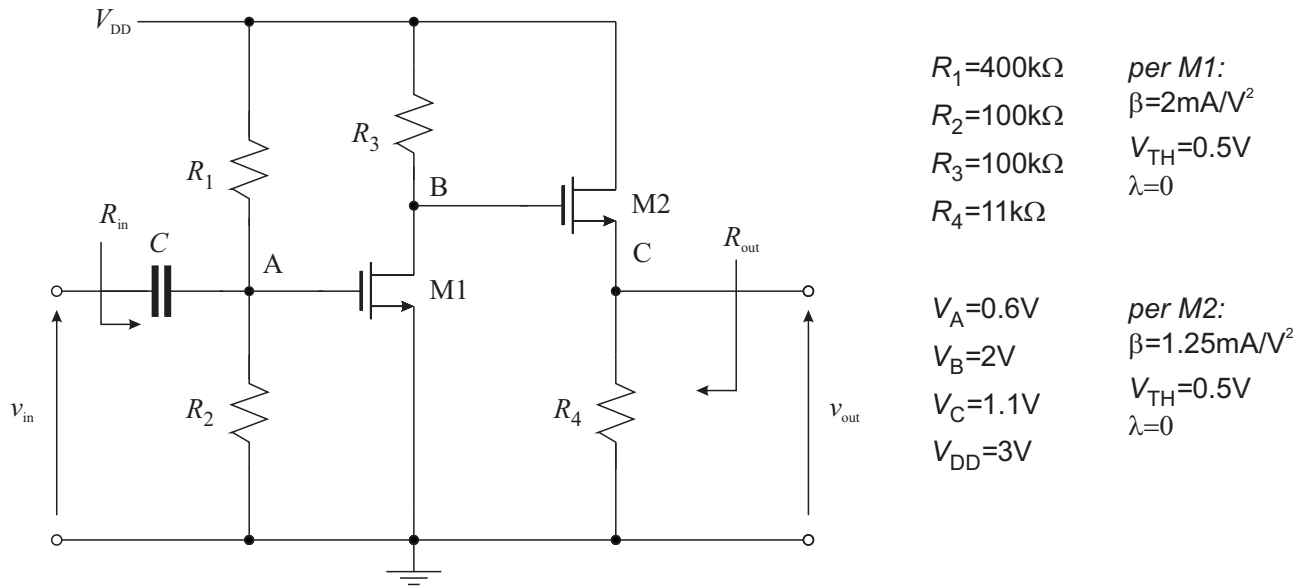 V_DD
R_1
R_3
B
M2
R_in
C
A
M1
C
R_out
v_in
R_2
R_4
v_out
R_1=400kΩ
R_2=100kΩ
R_3=100kΩ
R_4=11kΩ
per M1:
β=2mA/V²
V_TH=0.5V
λ=0
V_A=0.6V
V_B=2V
V_C=1.1V
V_DD=3V
per M2:
β=1.25mA/V²
V_TH=0.5V
λ=0